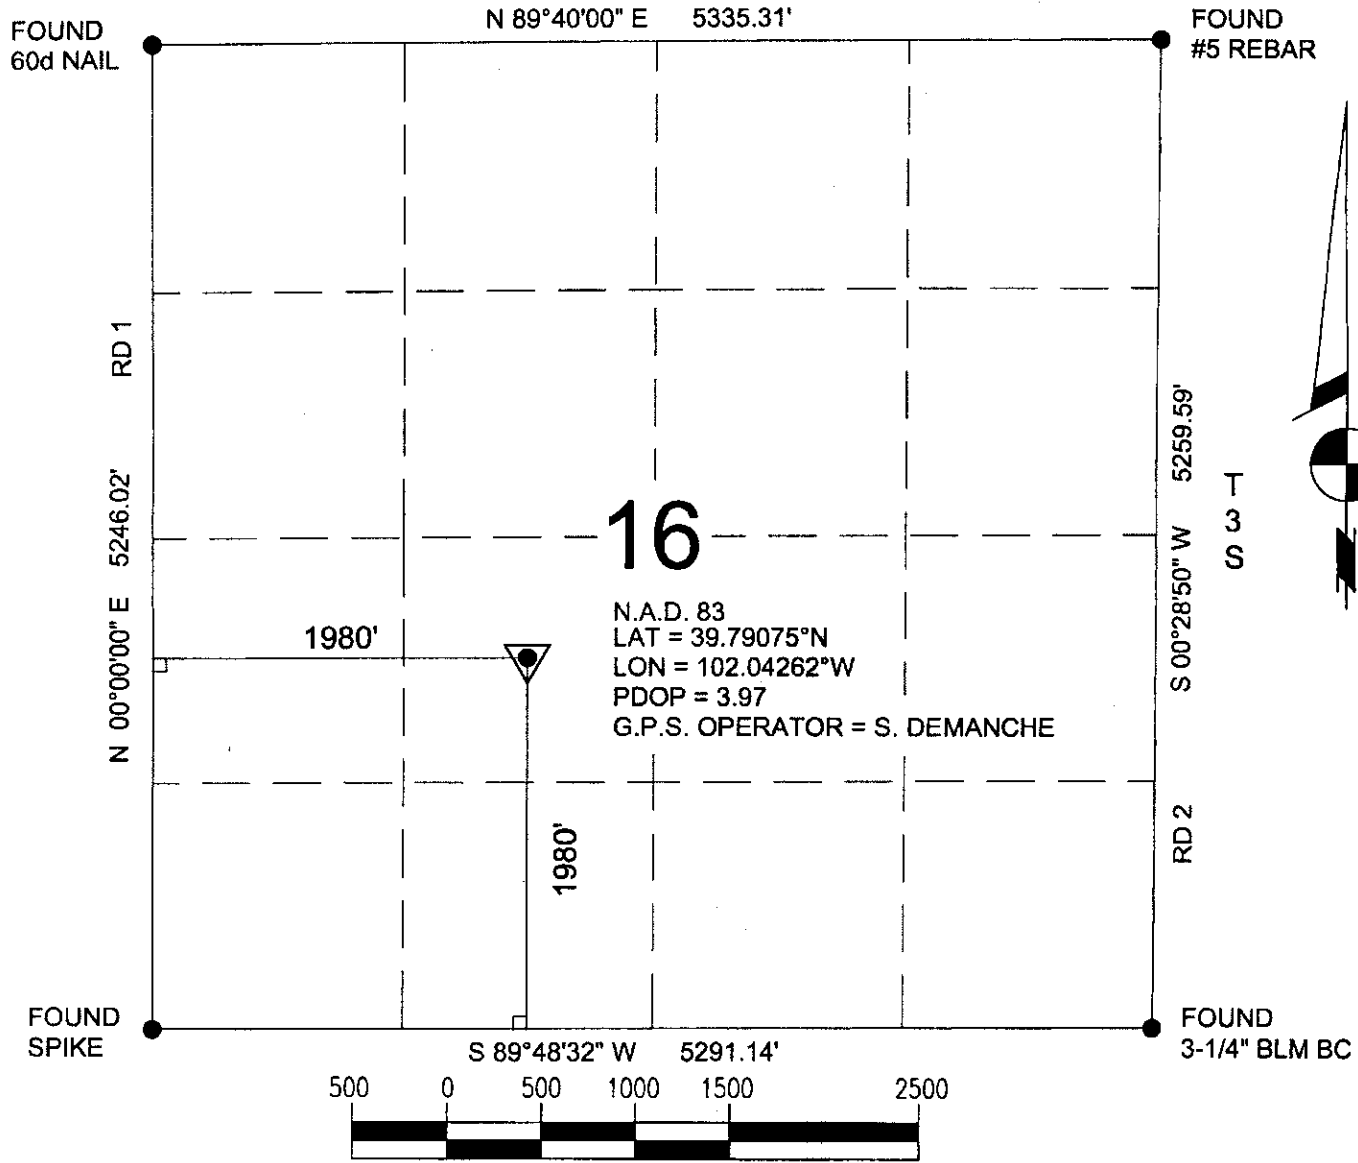 N 89°40'00" E 5335.31'
FOUND
60d NAIL
FOUND
#5 REBAR
RD 1
N 00°00'00" E 5246.02'
S 00°28'50" W 5259.59'
RD 2
T
3
S
N
16
N.A.D. 83
LAT = 39.79075°N
LON = 102.04262°W
PDOP = 3.97
G.P.S. OPERATOR = S. DEMANCHE
1980'
1980'
FOUND
SPIKE
FOUND
3-1/4" BLM BC
S 89°48'32" W 5291.14'
500 0 500 1000 1500 2500